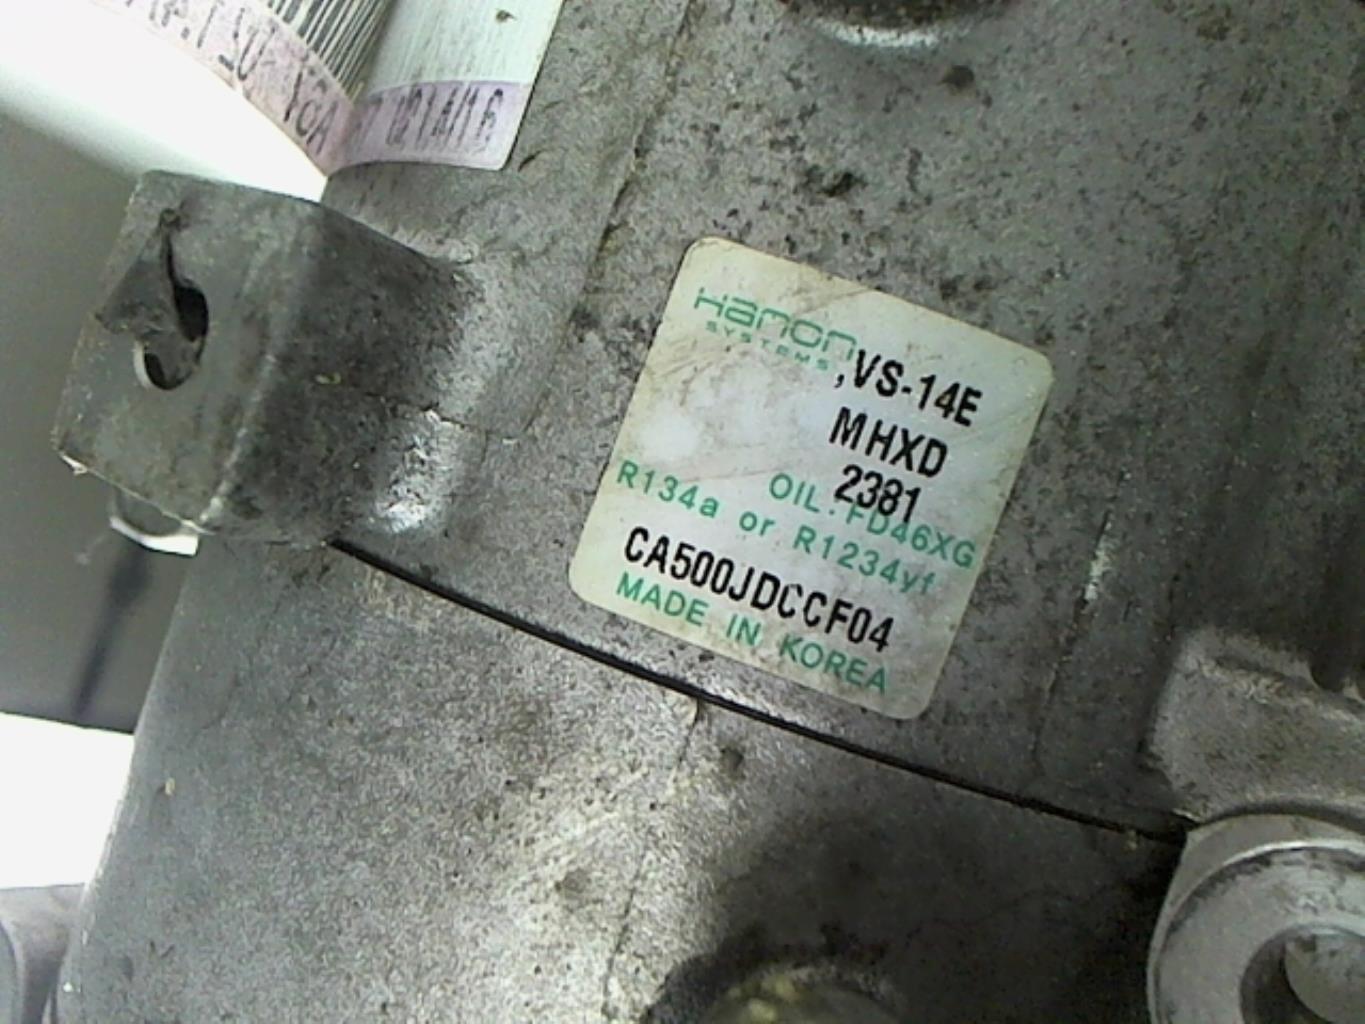 Hanon
SYSTEMS
,VS-14E
MHXD
2381
OIL: FD46XG
R134a or R1234yf
CA500JDCCF04
MADE IN KOREA